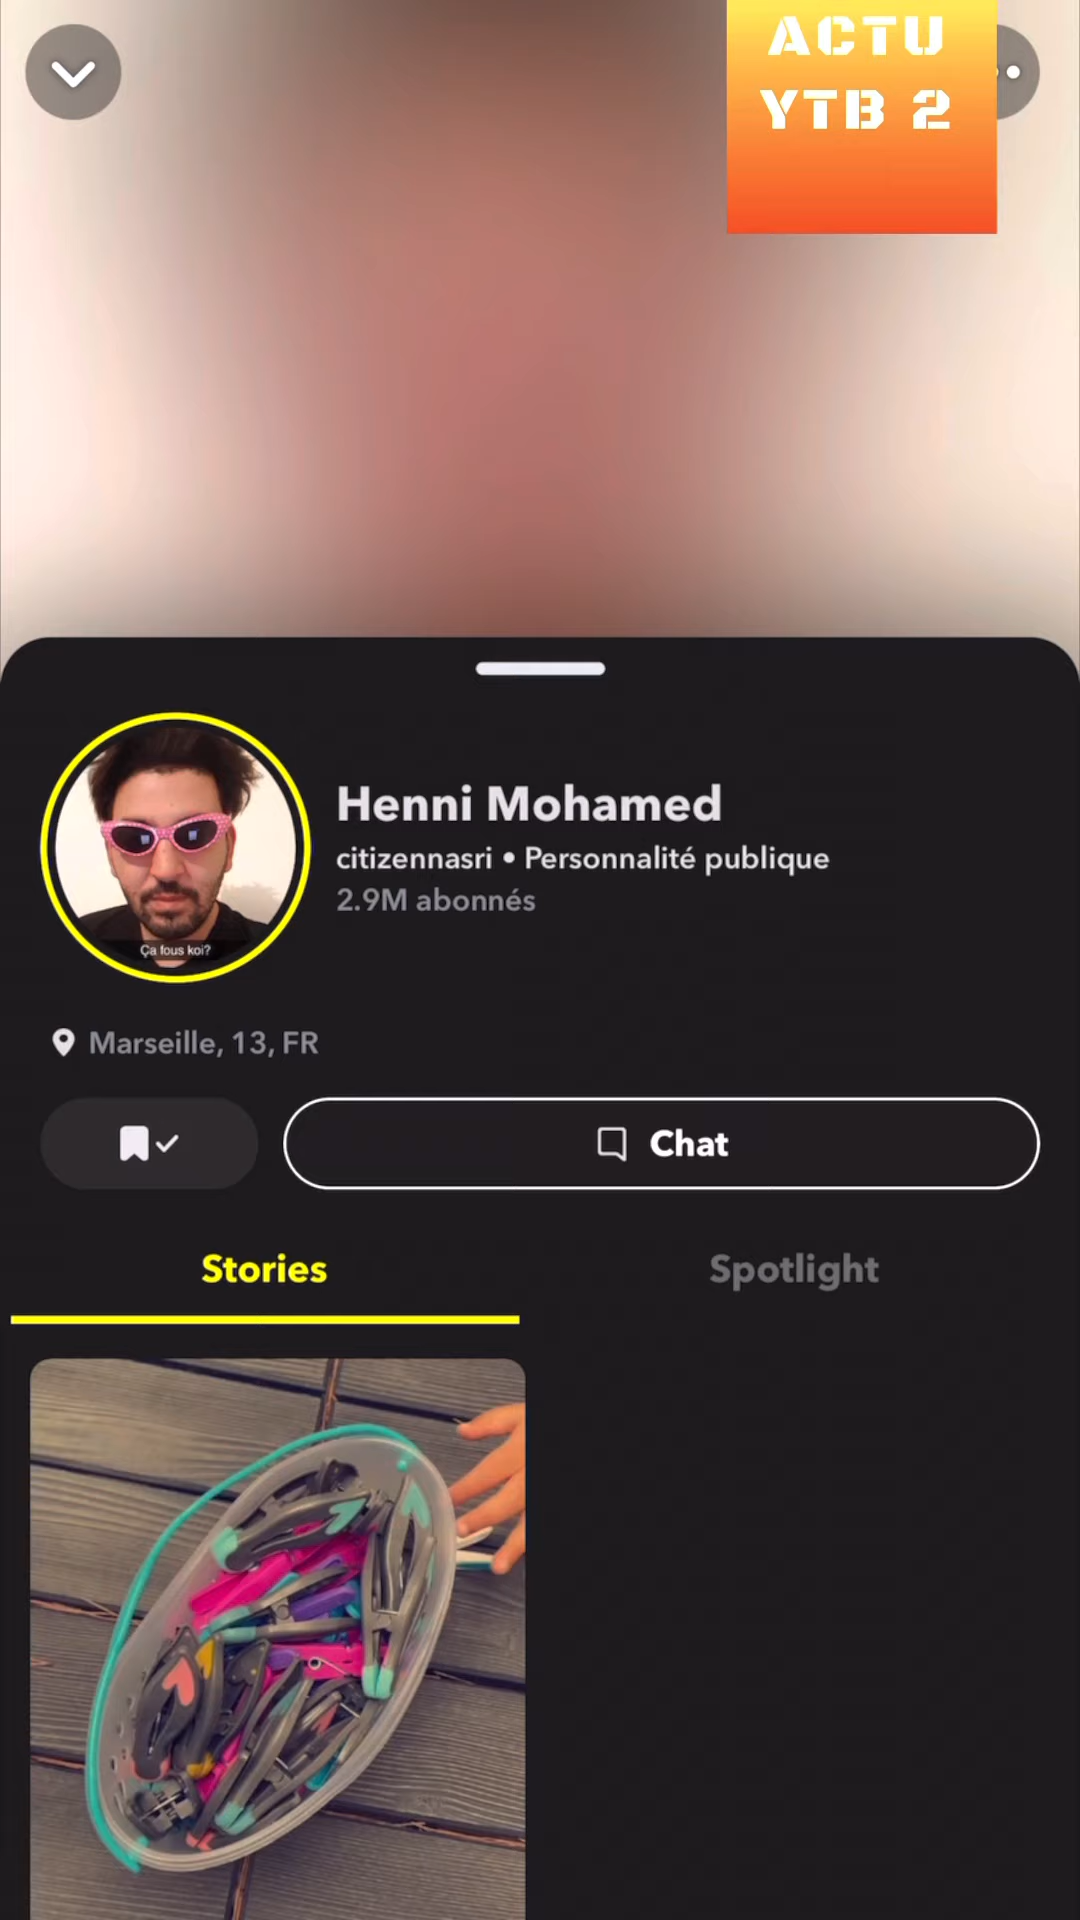 ACTU
YTB 2
Henni Mohamed
citizennasri • Personnalité publique
2.9M abonnés
Ça fous koi?
Marseille, 13, FR
Chat
Stories
Spotlight